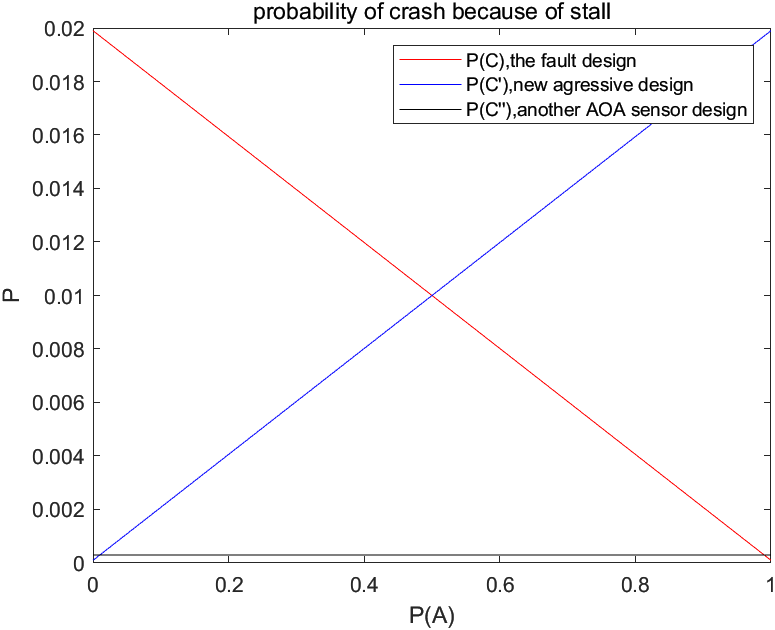 probability of crash because of stall
0.02
0.018
0.016
0.014
0.012
0.01
0.008
0.006
0.004
0.002
0
P
P(C),the fault design
P(C'),new agressive design
P(C''),another AOA sensor design
0 0.2 0.4 0.6 0.8 1
P(A)